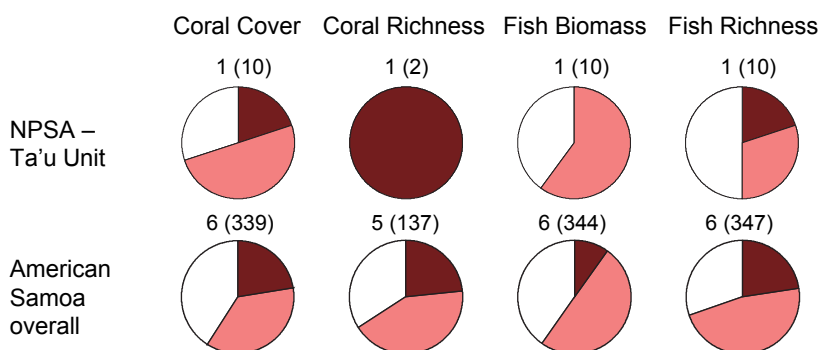 Coral Cover Coral Richness Fish Biomass Fish Richness
1 (10) 1 (2) 1 (10) 1 (10)
NPSA –
Ta'u Unit
6 (339) 5 (137) 6 (344) 6 (347)
American
Samoa
overall